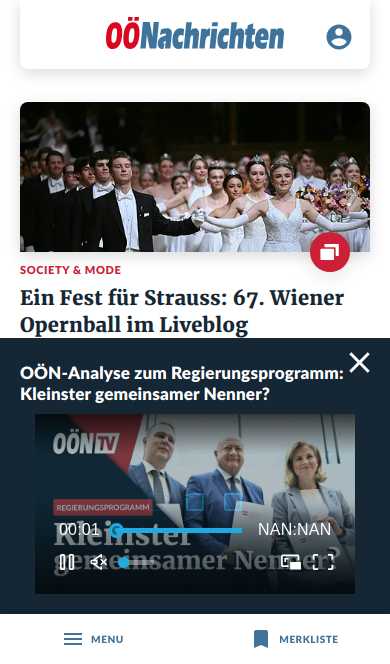 OÖNachrichten
SOCIETY & MODE
Ein Fest für Strauss: 67. Wiener
Opernball im Liveblog
OÖN-Analyse zum Regierungsprogramm:
Kleinster gemeinsamer Nenner?
OÖN TV
REGIERUNGSPROGRAMM
Kleinster
00:01 NAN:NAN
gemeinsamer Nenner?
MENU
MERKLISTE